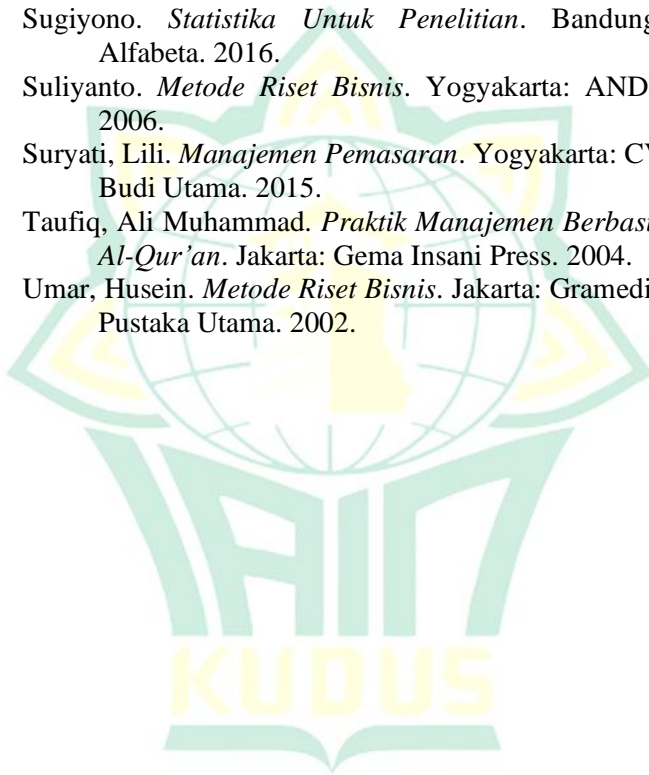 Sugiyono. Statistika Untuk Penelitian. Bandung
Alfabeta. 2016.
Suliyanto. Metode Riset Bisnis. Yogyakarta: AND
2006.
Suryati, Lili. Manajemen Pemasaran. Yogyakarta: CV
Budi Utama. 2015.
Taufiq, Ali Muhammad. Praktik Manajemen Berbasi
Al-Qur’an. Jakarta: Gema Insani Press. 2004.
Umar, Husein. Metode Riset Bisnis. Jakarta: Gramedi
Pustaka Utama. 2002.
IAIN
KUDUS